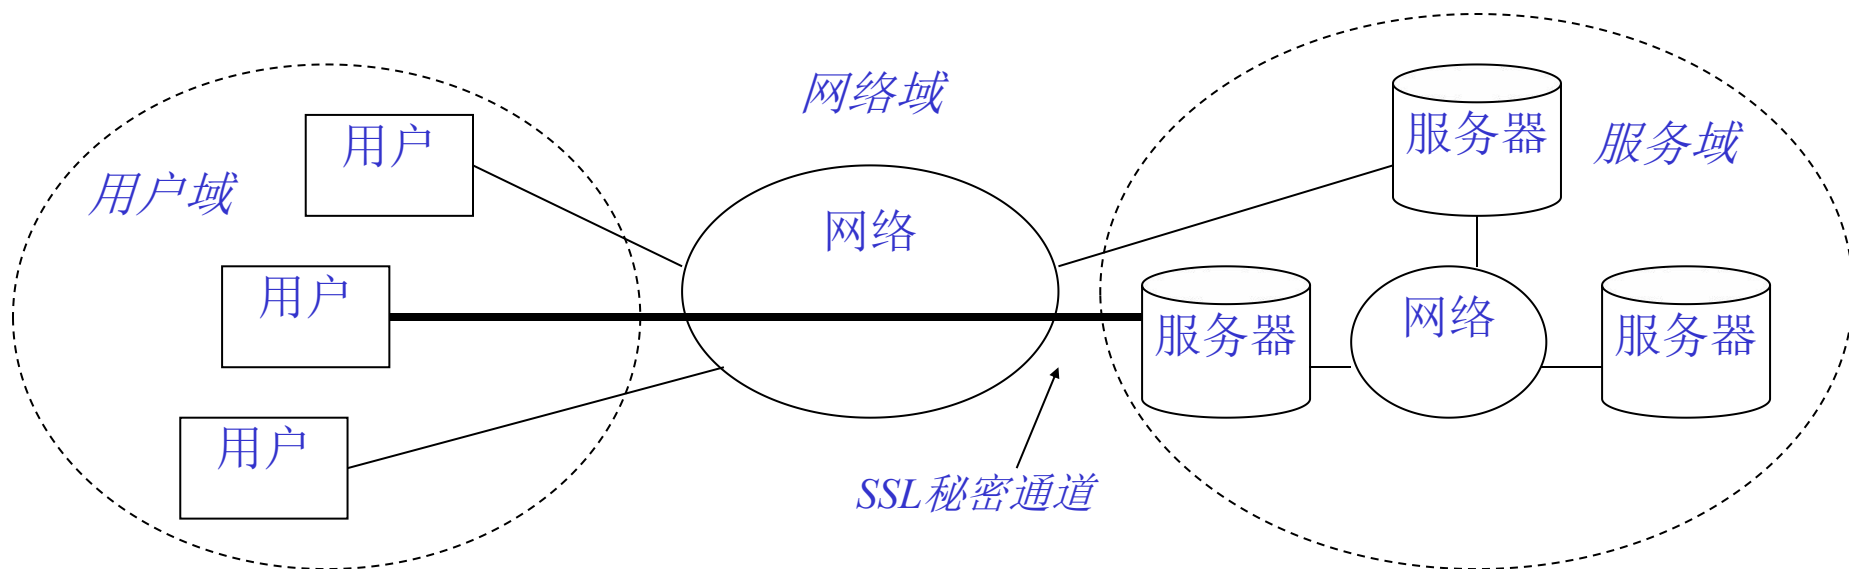 网络域
用户
服务器
服务域
用户域
网络
用户
服务器
网络
服务器
用户
SSL秘密通道